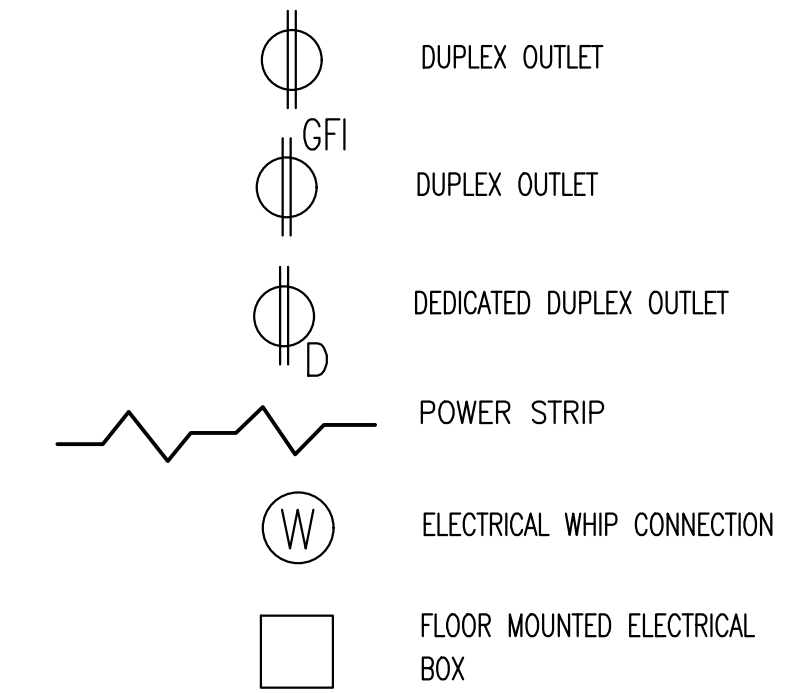 DUPLEX OUTLET
GFI
DUPLEX OUTLET
DEDICATED DUPLEX OUTLET
D
POWER STRIP
W ELECTRICAL WHIP CONNECTION
FLOOR MOUNTED ELECTRICAL
BOX